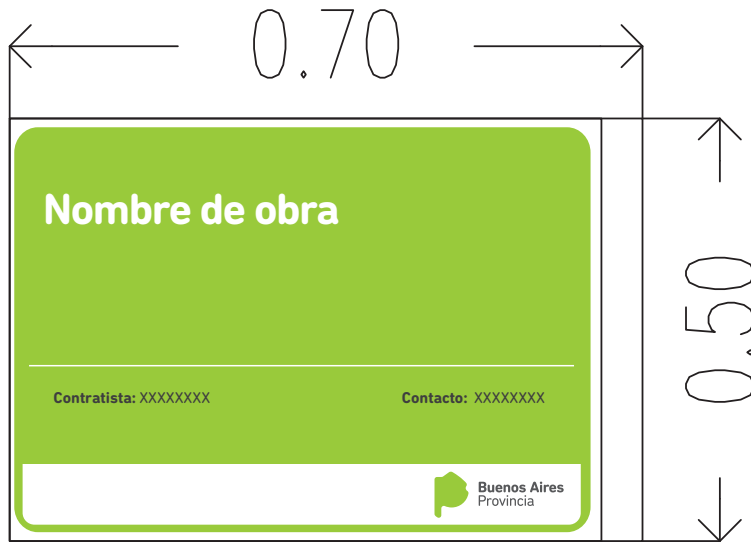 0.70
Nombre de obra
0.50
Contratista: XXXXXXXX
Contacto: XXXXXXXX
Buenos Aires
Provincia